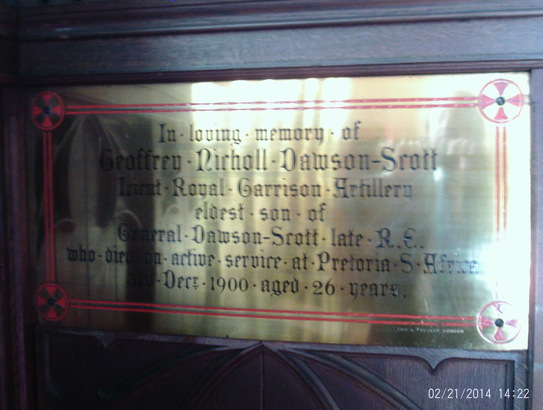 In · loving · memory · of
Geoffrey · Nicholl · Dawson-Scott
Lieut · Royal · Garrison · Artillery
eldest · son · of
General · Dawson-Scott · late · R.E.
who · died · on · active · service · at · Pretoria · S · Africa
Decr · 1900 · aged · 26 · years.
02/21/2014 14:22